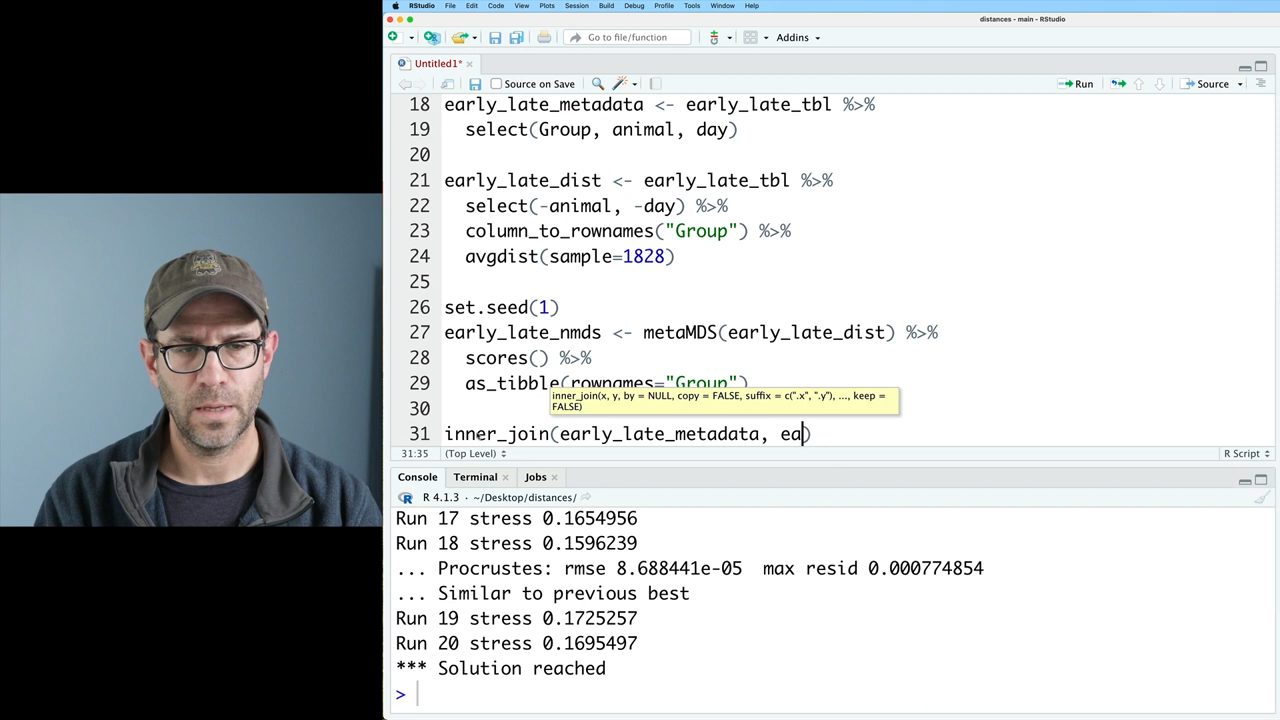 RStudio File Edit Code View Plots Session Build Debug Profile Tools Window Help
distances - main - RStudio
Go to file/function Addins
Untitled1*
Source on Save Run Source
18 early_late_metadata <- early_late_tbl %>%
19 select(Group, animal, day)
20
21 early_late_dist <- early_late_tbl %>%
22 select(-animal, -day) %>%
23 column_to_rownames("Group") %>%
24 avgdist(sample=1828)
25
26 set.seed(1)
27 early_late_nmds <- metaMDS(early_late_dist) %>%
28 scores() %>%
29 as_tibble(rownames="Group")
inner_join(x, y, by = NULL, copy = FALSE, suffix = c(".x", ".y"), ..., keep =
FALSE)
30
31 inner_join(early_late_metadata, ea)
31:35 (Top Level) R Script
Console Terminal Jobs
R 4.1.3 · ~/Desktop/distances/
Run 17 stress 0.1654956
Run 18 stress 0.1596239
... Procrustes: rmse 8.688441e-05 max resid 0.000774854
... Similar to previous best
Run 19 stress 0.1725257
Run 20 stress 0.1695497
*** Solution reached
>